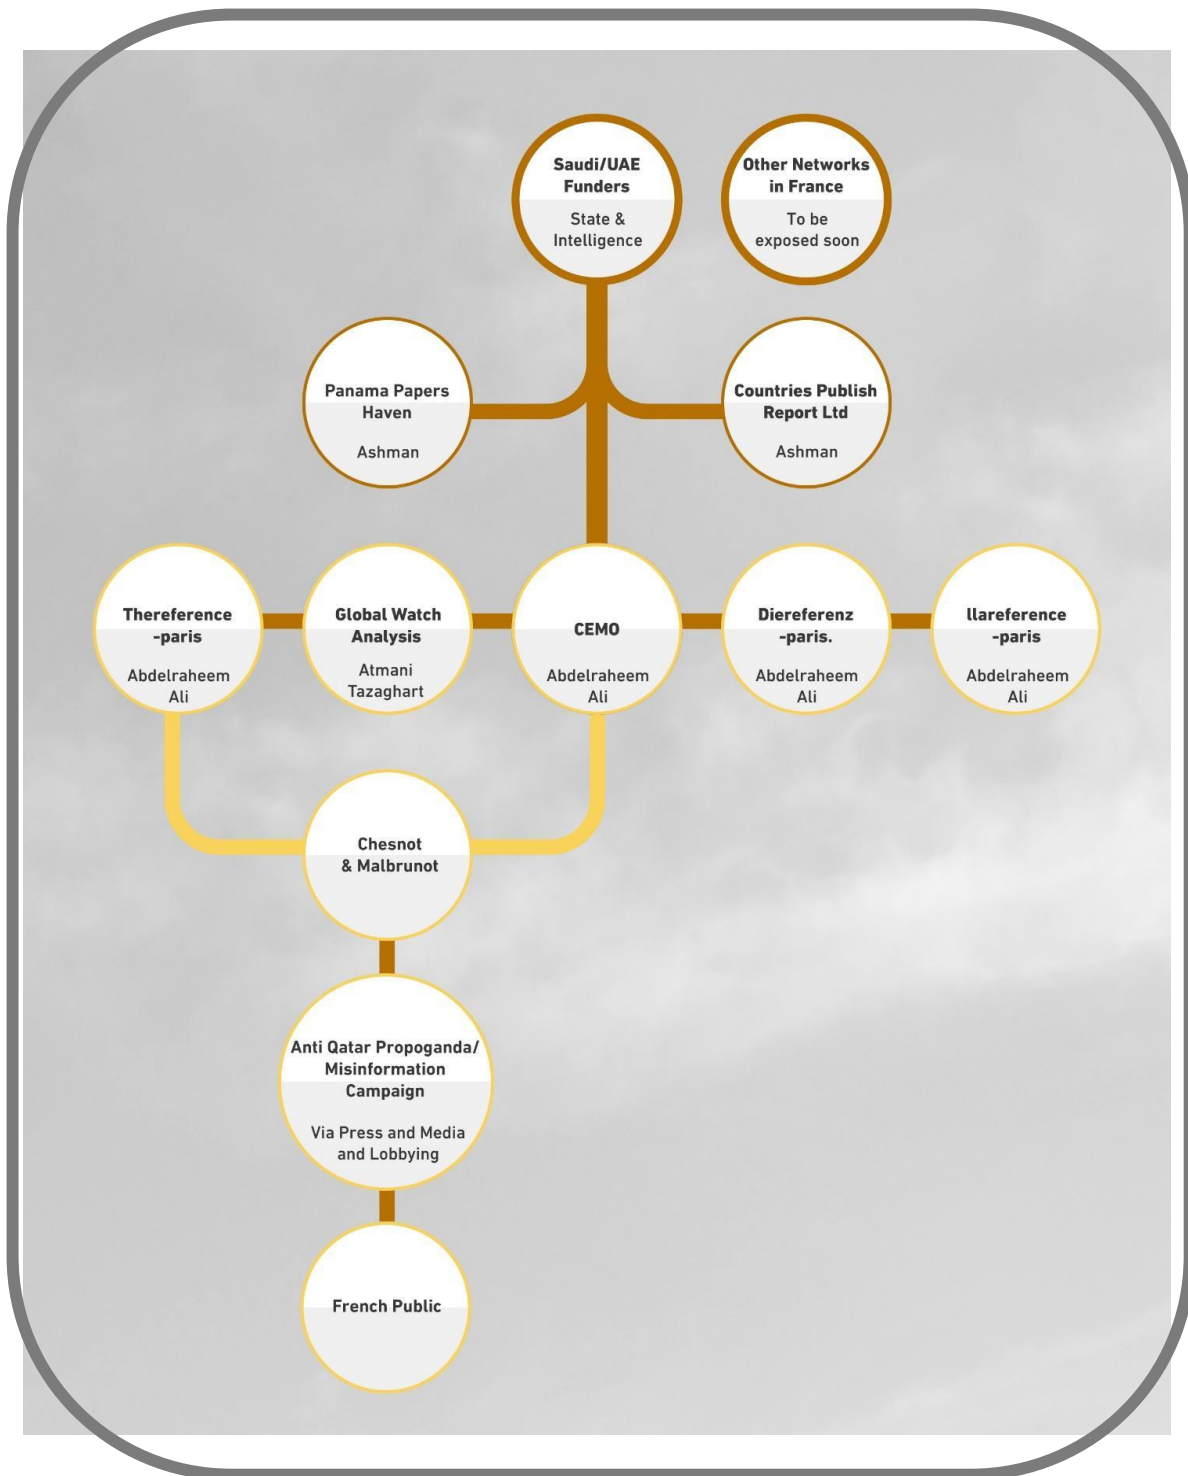 Saudi/UAE
Funders
State &
Intelligence
Other Networks
in France
To be
exposed soon
Panama Papers
Haven
Ashman
Countries Publish
Report Ltd
Ashman
Thereference
-paris
Abdelraheem
Ali
Global Watch
Analysis
Atmani
Tazaghart
CEMO
Abdelraheem
Ali
Diereferenz
-paris.
Abdelraheem
Ali
llareference
-paris
Abdelraheem
Ali
Chesnot
& Malbrunot
Anti Qatar Propoganda/
Misinformation
Campaign
Via Press and Media
and Lobbying
French Public